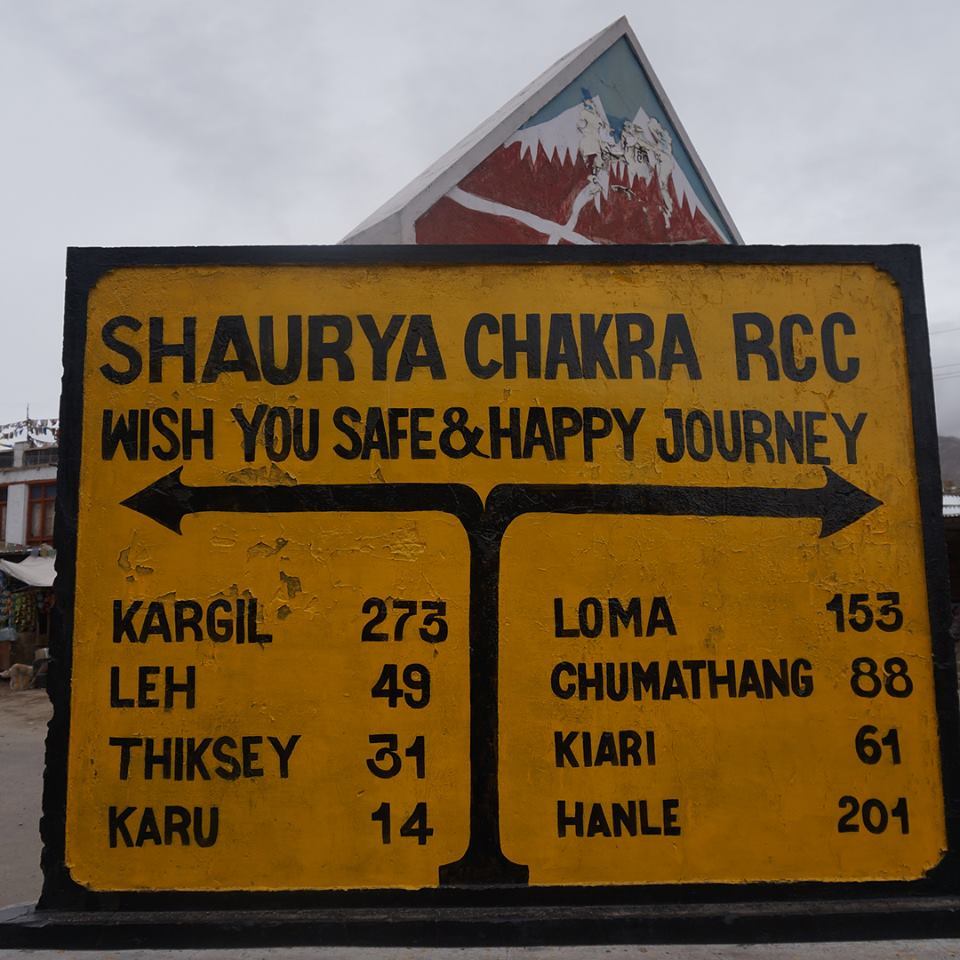 SHAURYA CHAKRA RCC
WISH YOU SAFE & HAPPY JOURNEY
KARGIL 273
LEH 49
THIKSEY 31
KARU 14
LOMA 153
CHUMATHANG 88
KIARI 61
HANLE 201